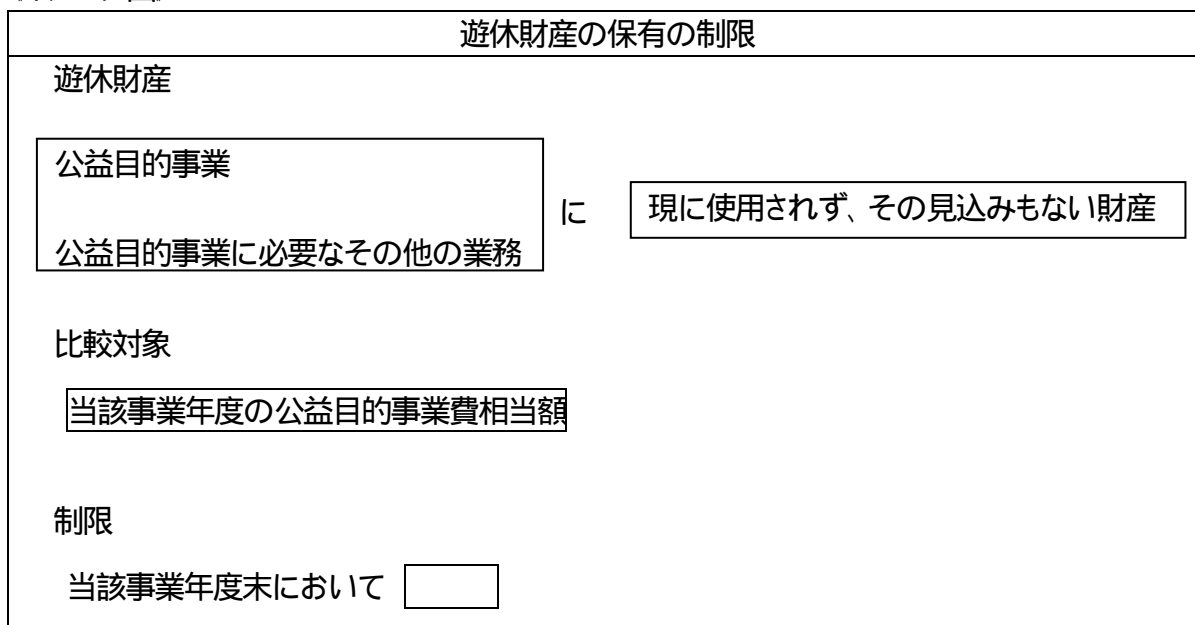 遊休財産の保有の制限
遊休財産
公益目的事業
に 現に使用されず、その見込みもない財産
公益目的事業に必要なその他の業務
比較対象
当該事業年度の公益目的事業費相当額
制限
当該事業年度末において